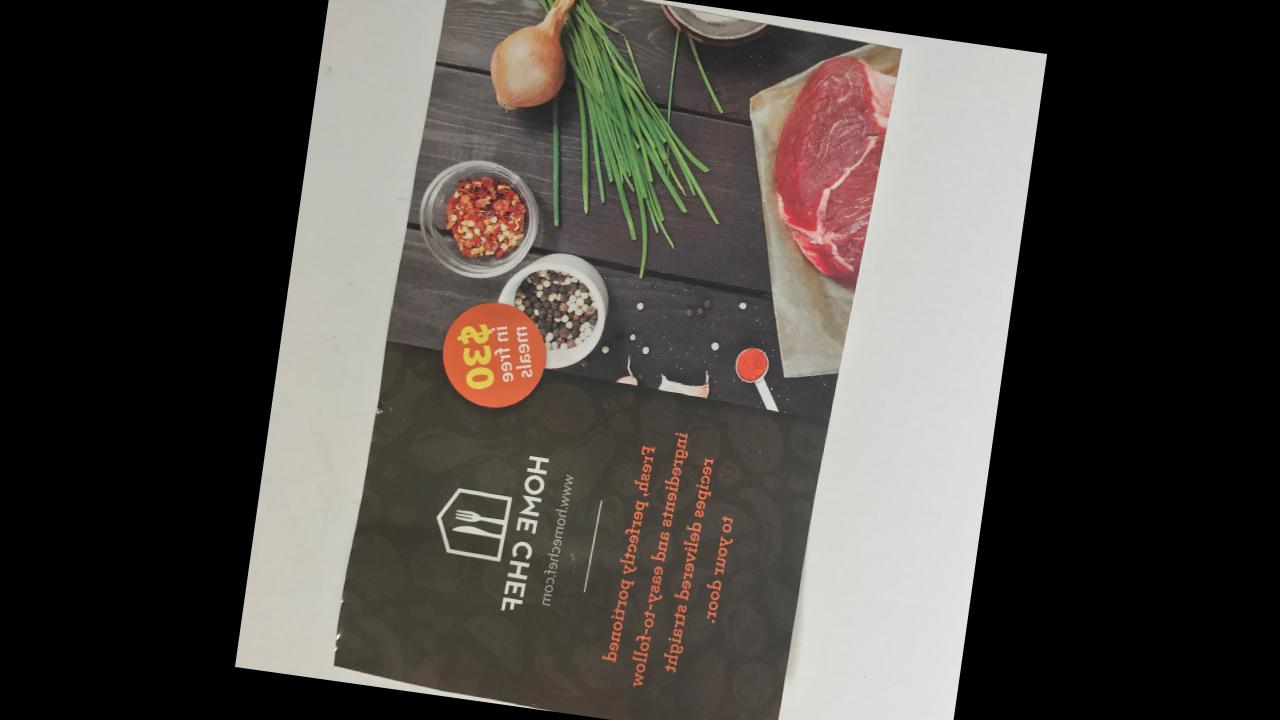 $30
in free
meals
HOME CHEF
www.homechef.com
Fresh, perfectly portioned
ingredients and easy-to-follow
recipes delivered straight
to your door.